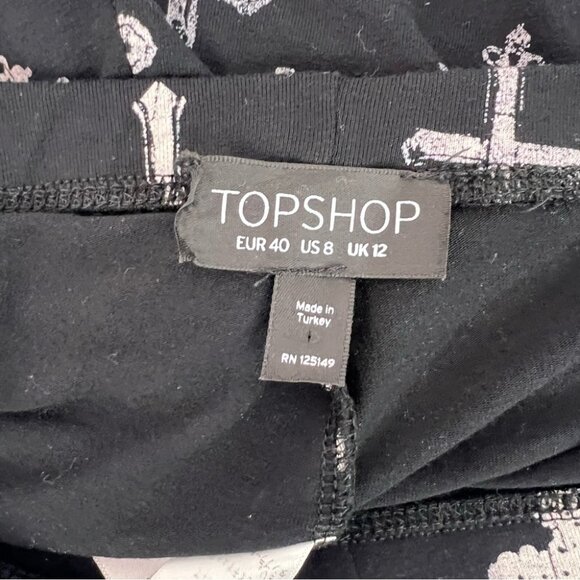 TOPSHOP
EUR 40 US 8 UK 12
Made in
Turkey
RN 125149